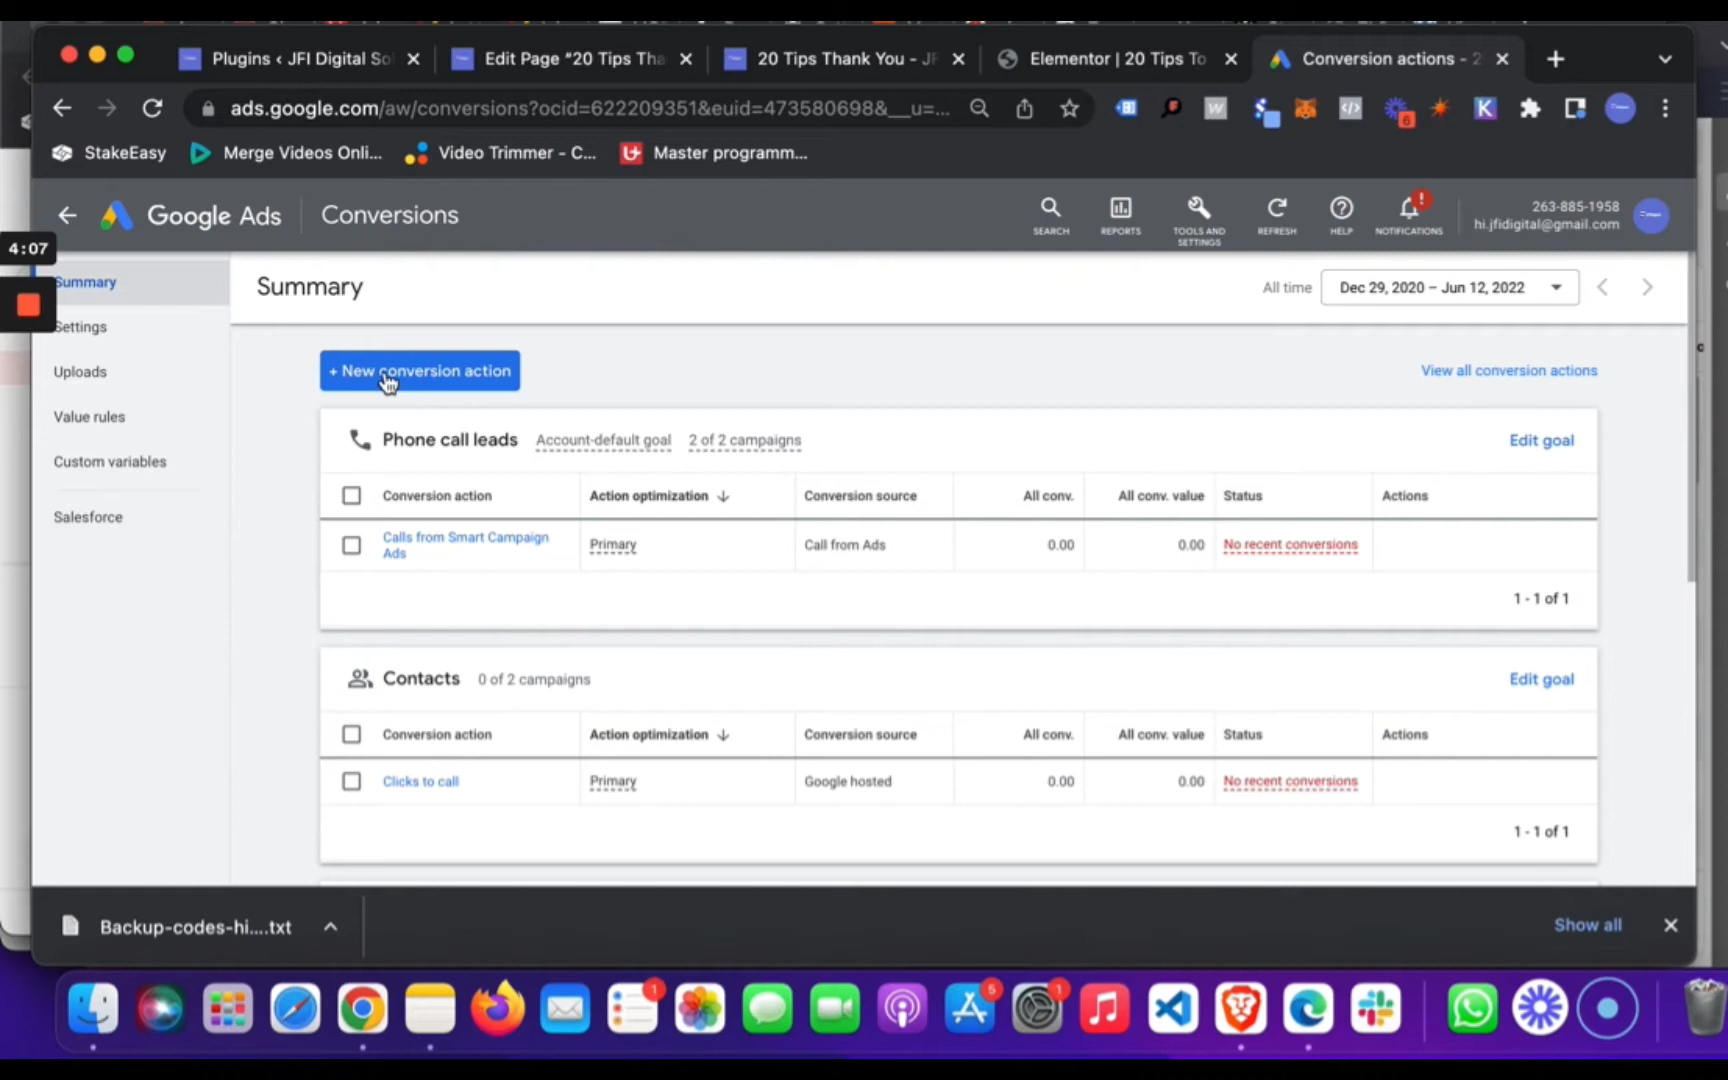 Plugins ‹ JFI Digital So
Edit Page “20 Tips Tha
20 Tips Thank You - JF
Elementor | 20 Tips To
Conversion actions - 2
ads.google.com/aw/conversions?ocid=622209351&euid=473580698&__u=...
6
W
K
StakeEasy
Merge Videos Onli...
Video Trimmer - C...
Master programm...
Google Ads
Conversions
SEARCH
REPORTS
TOOLS AND SETTINGS
REFRESH
HELP
NOTIFICATIONS
!
263-885-1958
hi.jfidigital@gmail.com
4:07
Summary
Settings
Uploads
Value rules
Custom variables
Salesforce
Summary
All time
Dec 29, 2020 – Jun 12, 2022
+ New conversion action
View all conversion actions
Phone call leads Account-default goal 2 of 2 campaigns
Edit goal
Conversion action Action optimization Conversion source All conv. All conv. value Status Actions
Calls from Smart Campaign Ads Primary Call from Ads 0.00 0.00 No recent conversions
1 - 1 of 1
Contacts 0 of 2 campaigns
Edit goal
Conversion action Action optimization Conversion source All conv. All conv. value Status Actions
Clicks to call Primary Google hosted 0.00 0.00 No recent conversions
1 - 1 of 1
Backup-codes-hi....txt
Show all
1
5
1